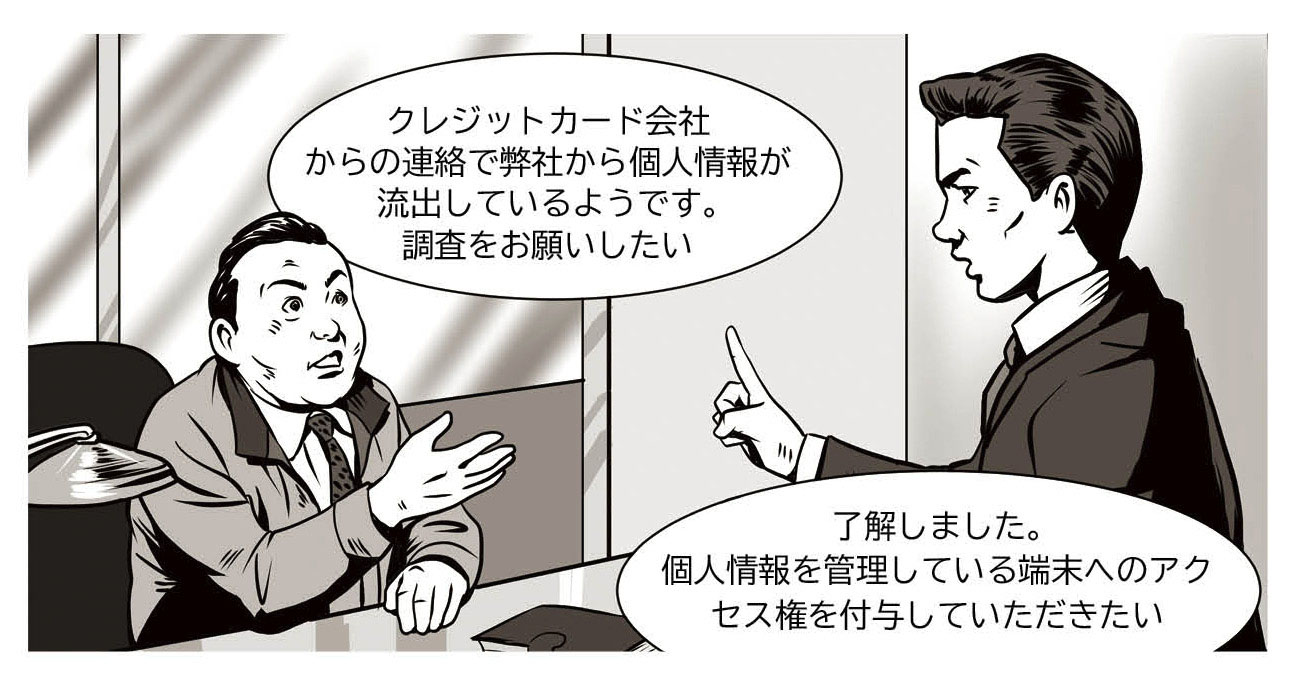 クレジットカード会社
からの連絡で弊社から個人情報が
流出しているようです。
調査をお願いしたい
了解しました。
個人情報を管理している端末へのアク
セス権を付与していただきたい